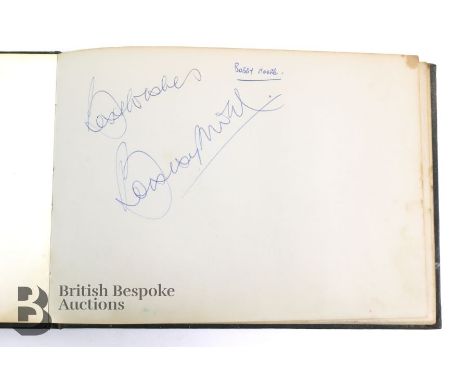 BOBBY MOORE.
Best Wishes
Bobby Moore
B
British Bespoke
Auctions